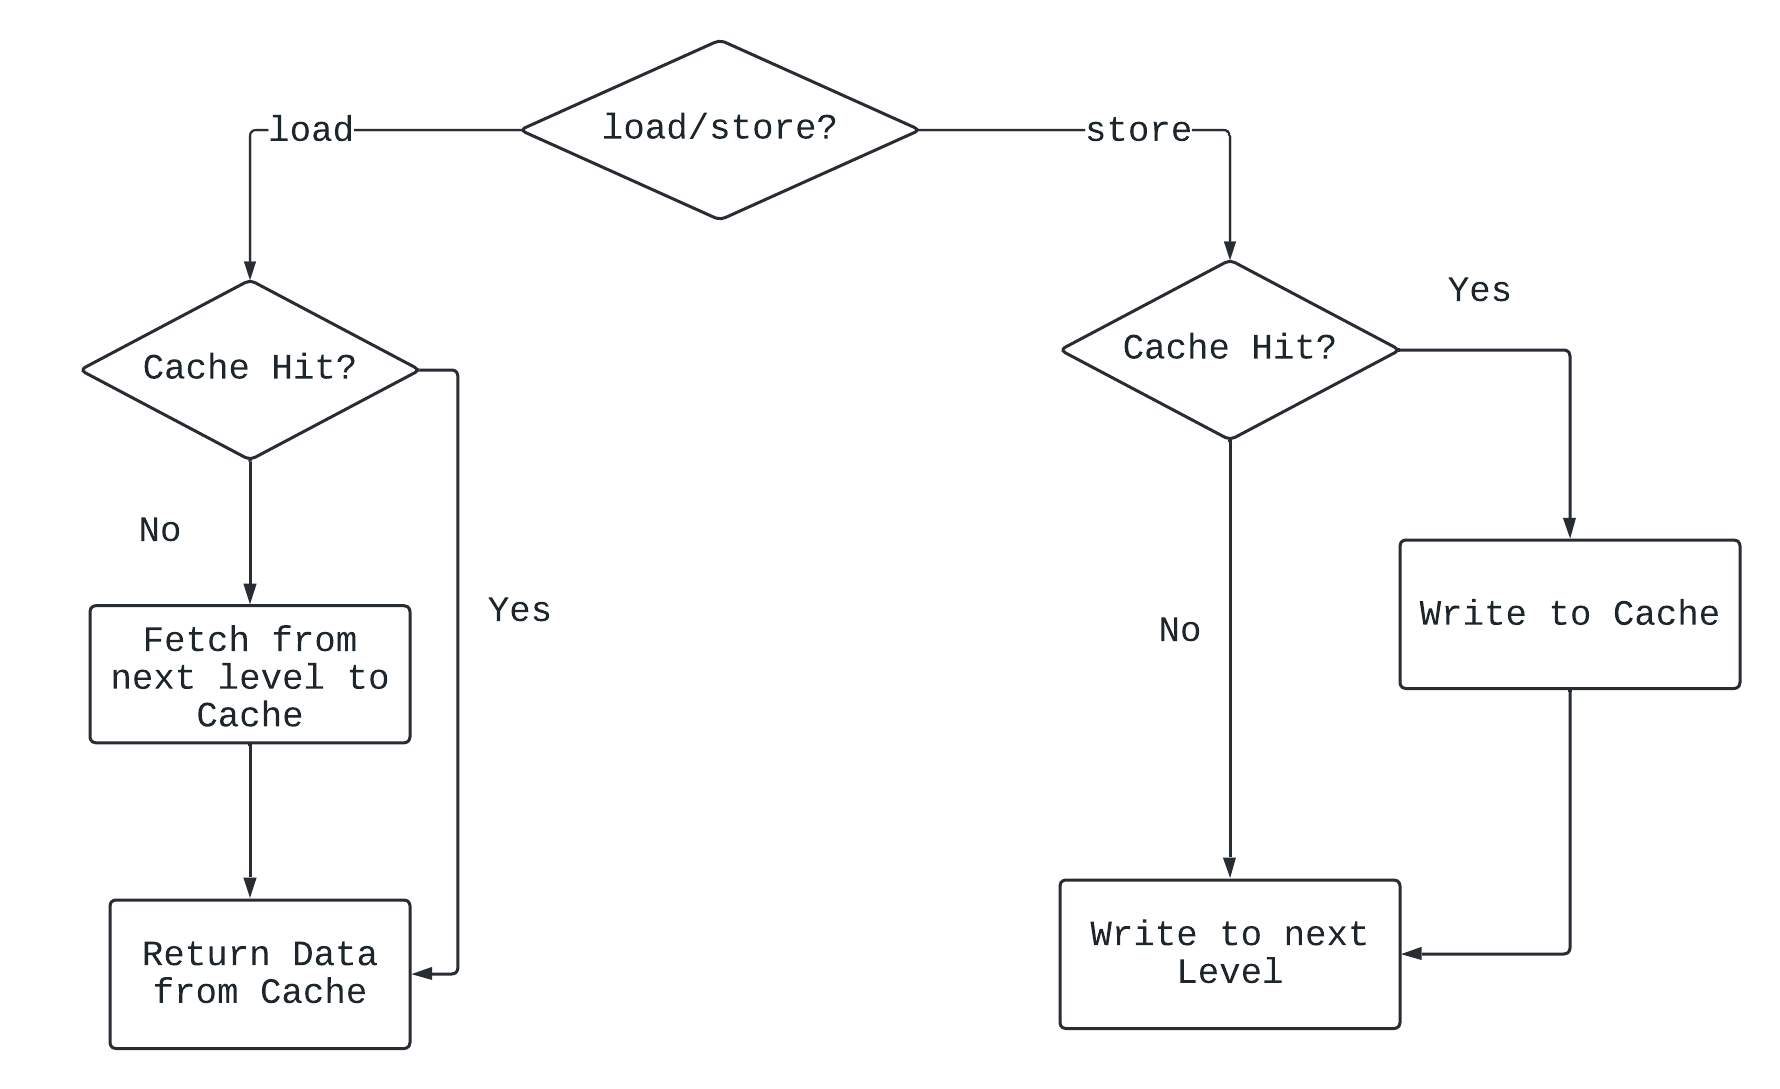 load/store?
load
store
Cache Hit?
No
Yes
Fetch from
next level to
Cache
Return Data
from Cache
Cache Hit?
Yes
No
Write to Cache
Write to next
Level